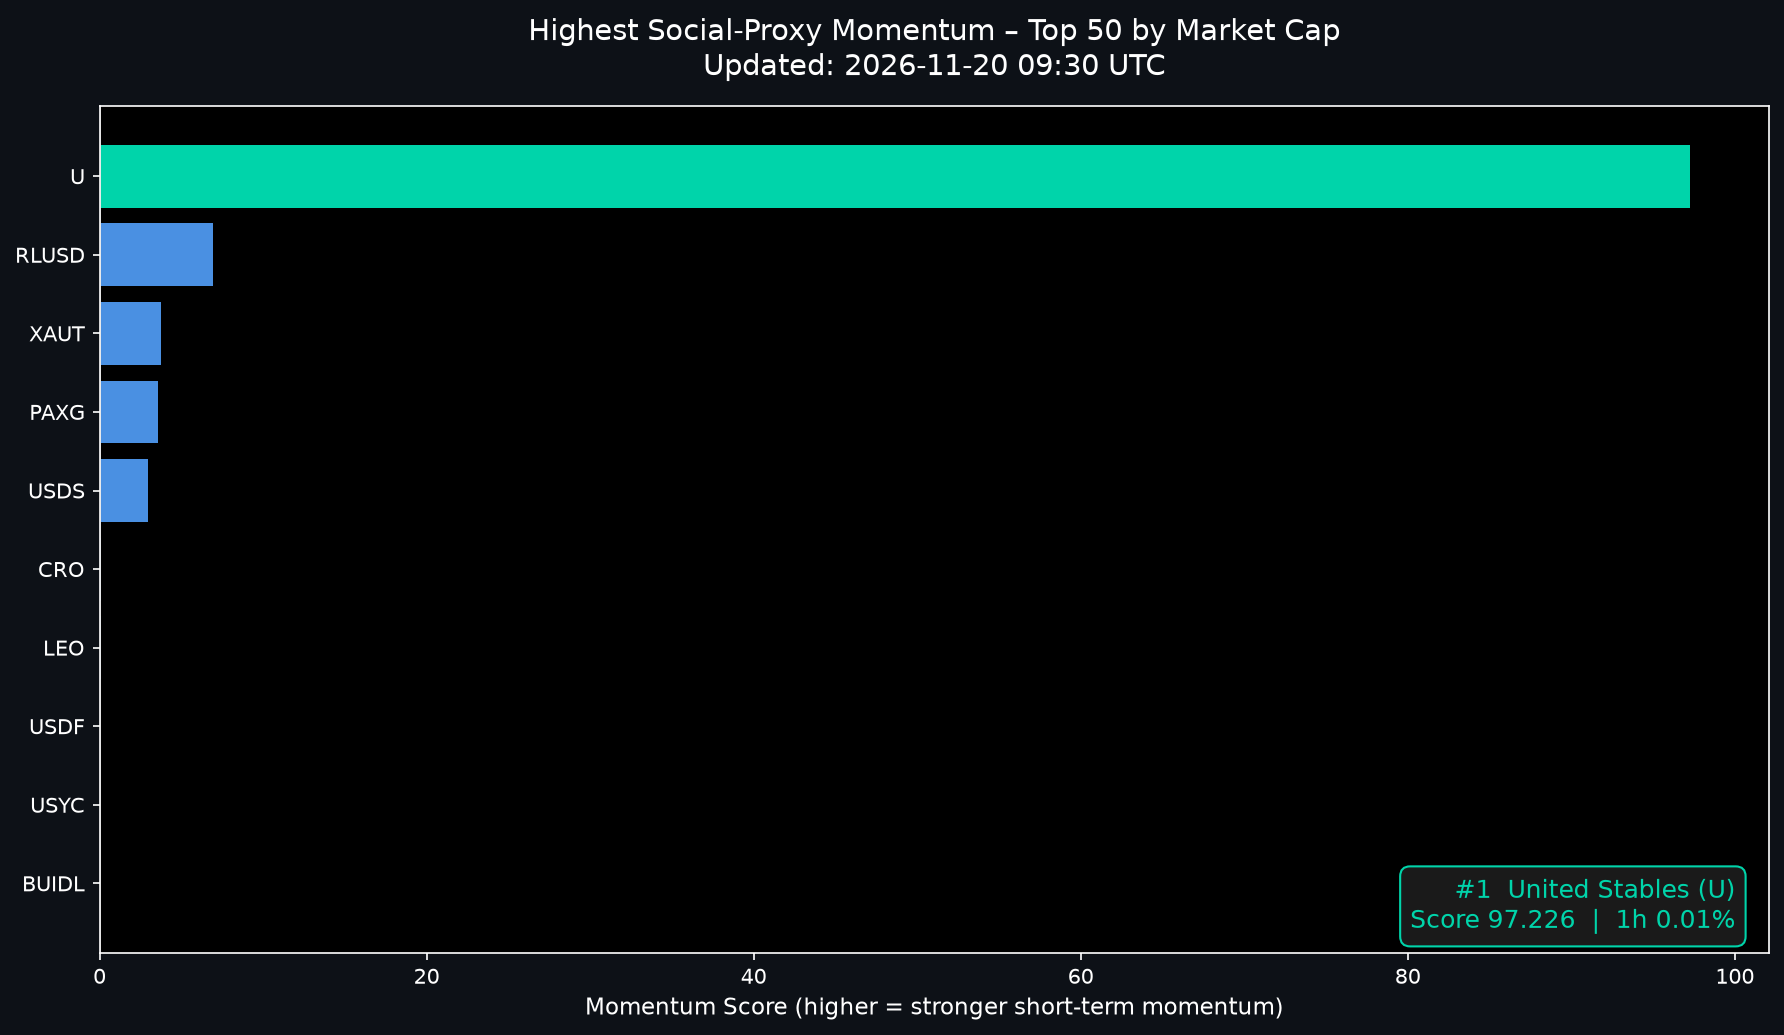 Highest Social-Proxy Momentum – Top 50 by Market Cap
Updated: 2026-11-20 09:30 UTC
U
RLUSD
XAUT
PAXG
USDS
CRO
LEO
USDF
USYC
BUIDL
#1  United Stables (U)
Score 97.226  |  1h 0.01%
0
20
40
60
80
100
Momentum Score (higher = stronger short-term momentum)